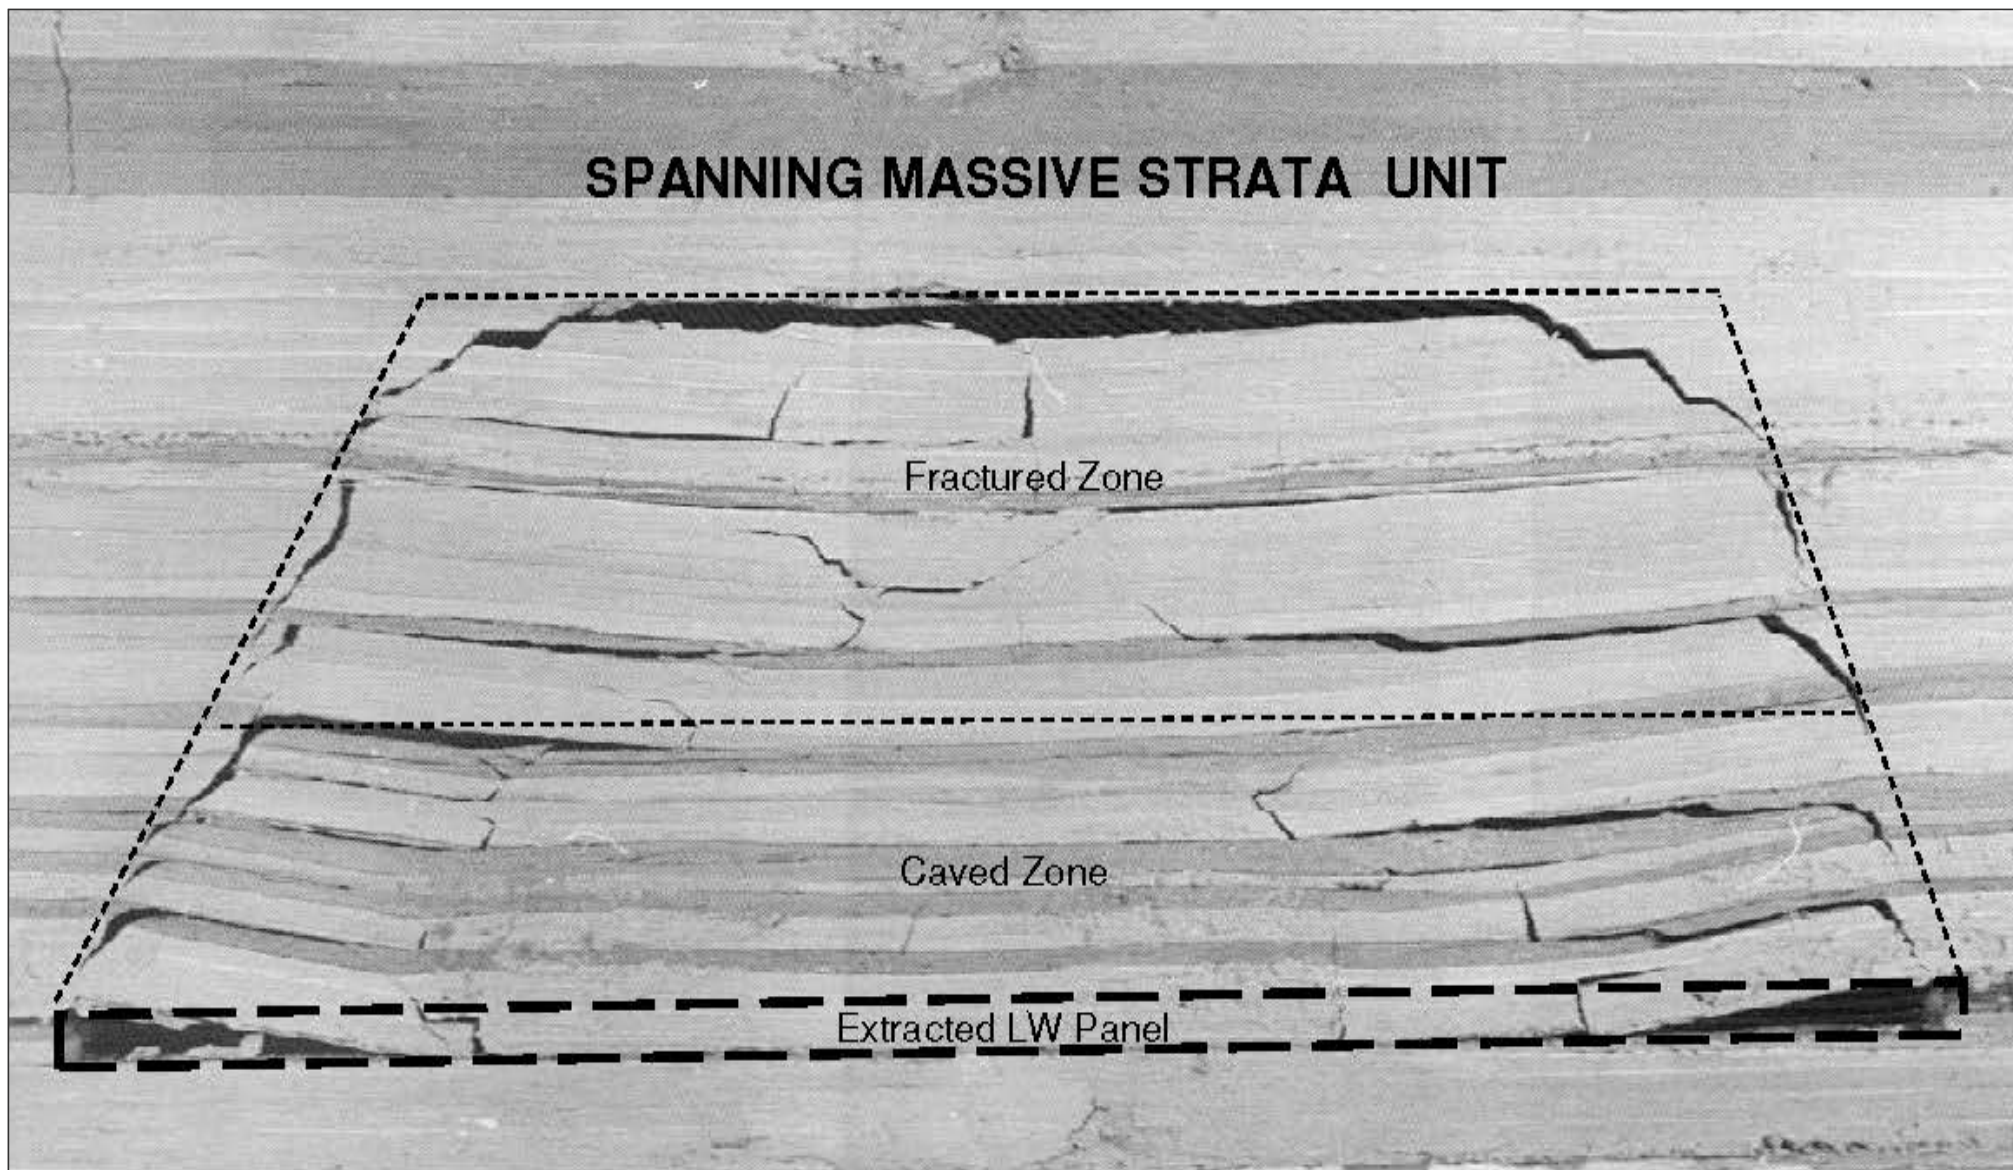 SPANNING MASSIVE STRATA UNIT
Fractured Zone
Caved Zone
Extracted LW Panel